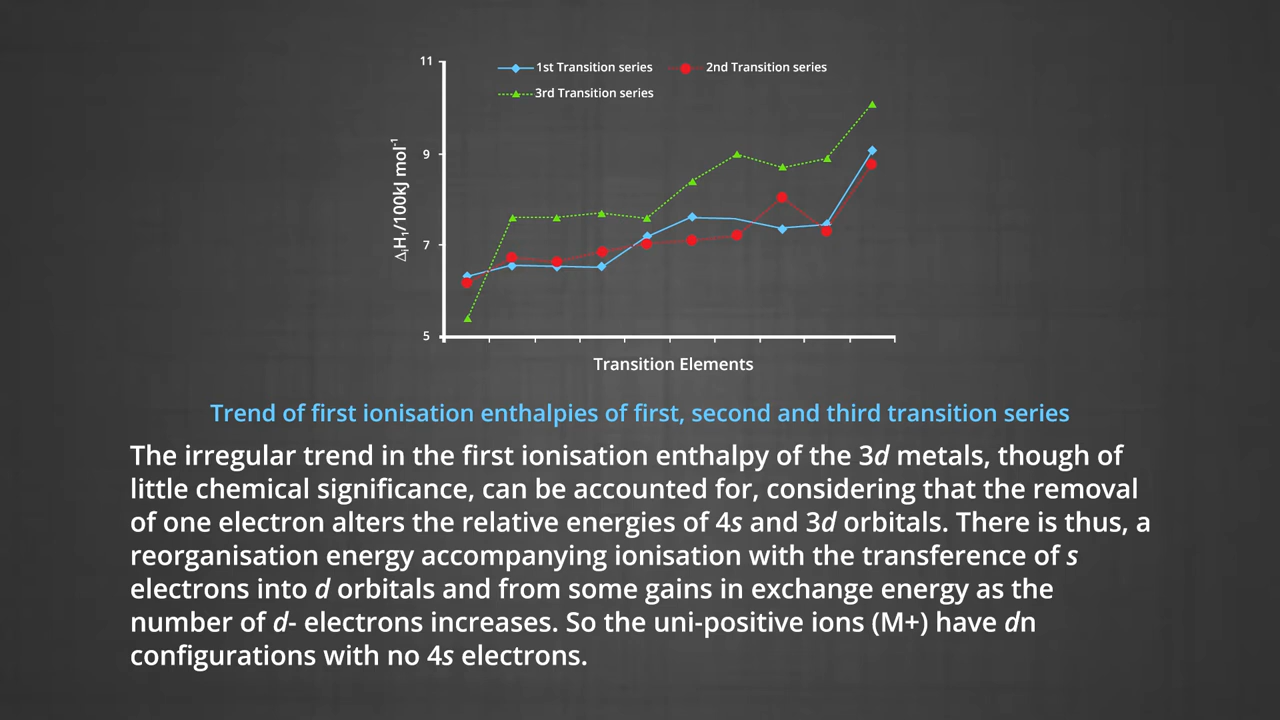 11
1st Transition series
2nd Transition series
3rd Transition series
9
ΔᵢH₁/100kJ mol⁻¹
7
5
Transition Elements
Trend of first ionisation enthalpies of first, second and third transition series
The irregular trend in the first ionisation enthalpy of the 3d metals, though of
little chemical significance, can be accounted for, considering that the removal
of one electron alters the relative energies of 4s and 3d orbitals. There is thus, a
reorganisation energy accompanying ionisation with the transference of s
electrons into d orbitals and from some gains in exchange energy as the
number of d- electrons increases. So the uni-positive ions (M+) have dn
configurations with no 4s electrons.